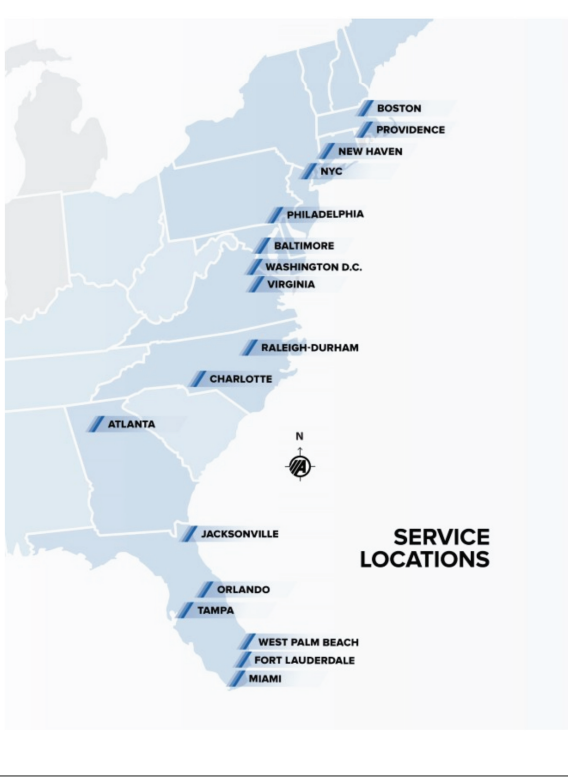 BOSTON
PROVIDENCE
NEW HAVEN
NYC
PHILADELPHIA
BALTIMORE
WASHINGTON D.C.
VIRGINIA
RALEIGH-DURHAM
CHARLOTTE
ATLANTA
N
JACKSONVILLE
SERVICE
LOCATIONS
ORLANDO
TAMPA
WEST PALM BEACH
FORT LAUDERDALE
MIAMI